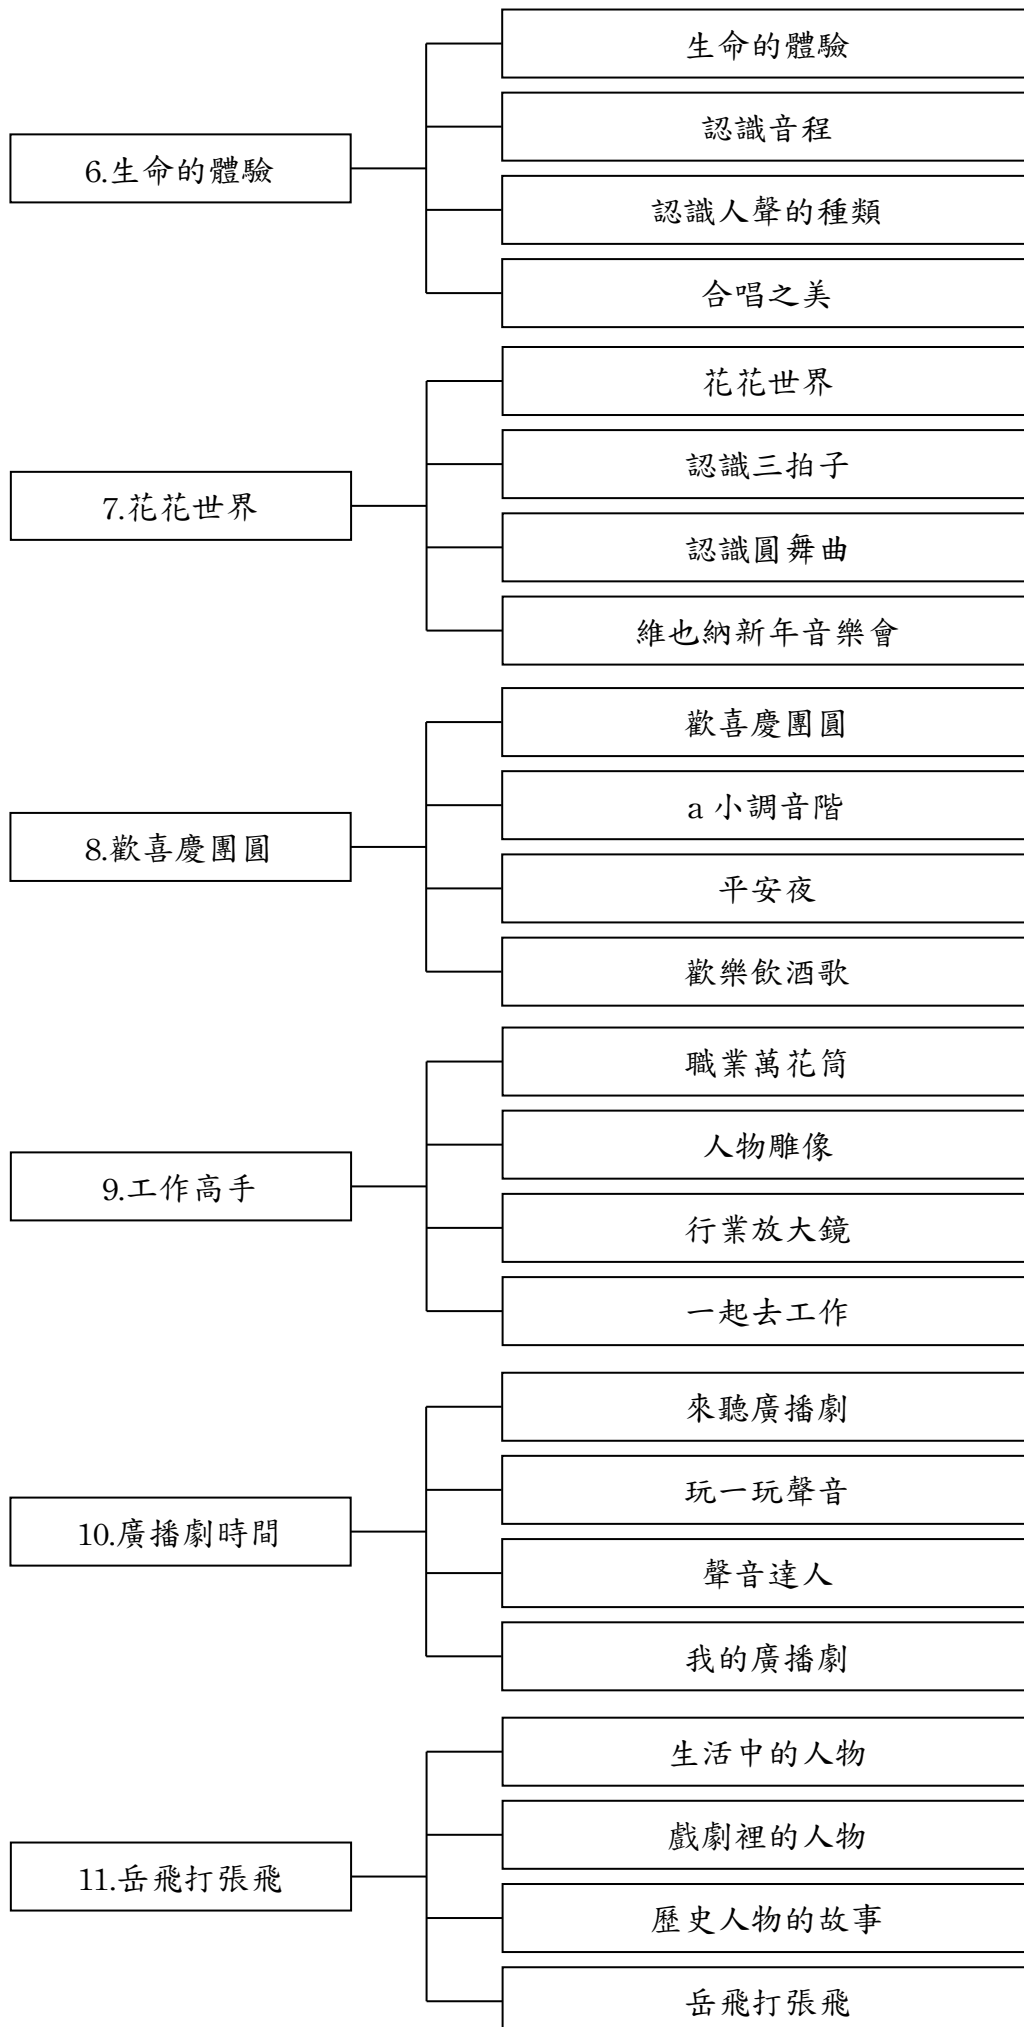 6.生命的體驗
生命的體驗
認識音程
認識人聲的種類
合唱之美
7.花花世界
花花世界
認識三拍子
認識圓舞曲
維也納新年音樂會
8.歡喜慶團圓
歡喜慶團圓
a 小調音階
平安夜
歡樂飲酒歌
9.工作高手
職業萬花筒
人物雕像
行業放大鏡
一起去工作
10.廣播劇時間
來聽廣播劇
玩一玩聲音
聲音達人
我的廣播劇
11.岳飛打張飛
生活中的人物
戲劇裡的人物
歷史人物的故事
岳飛打張飛